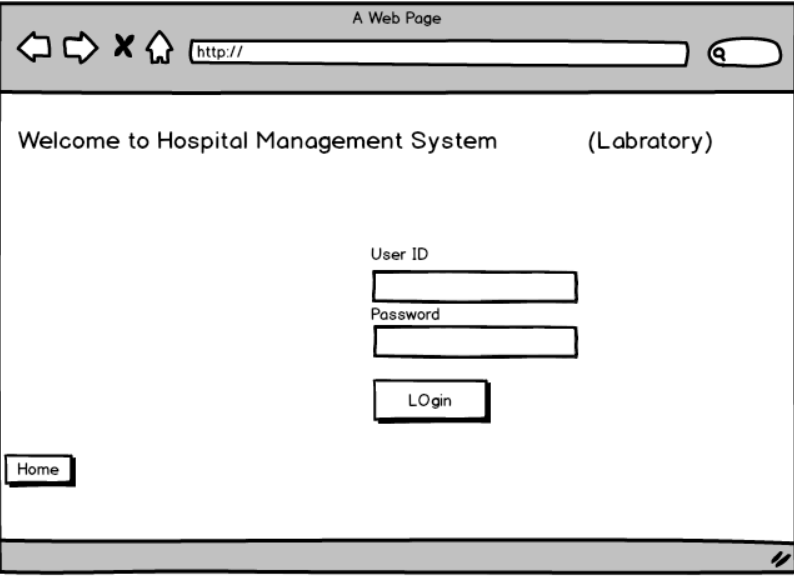 A Web Page
http://
Welcome to Hospital Management System (Labratory)
User ID
Password
LOgin
Home